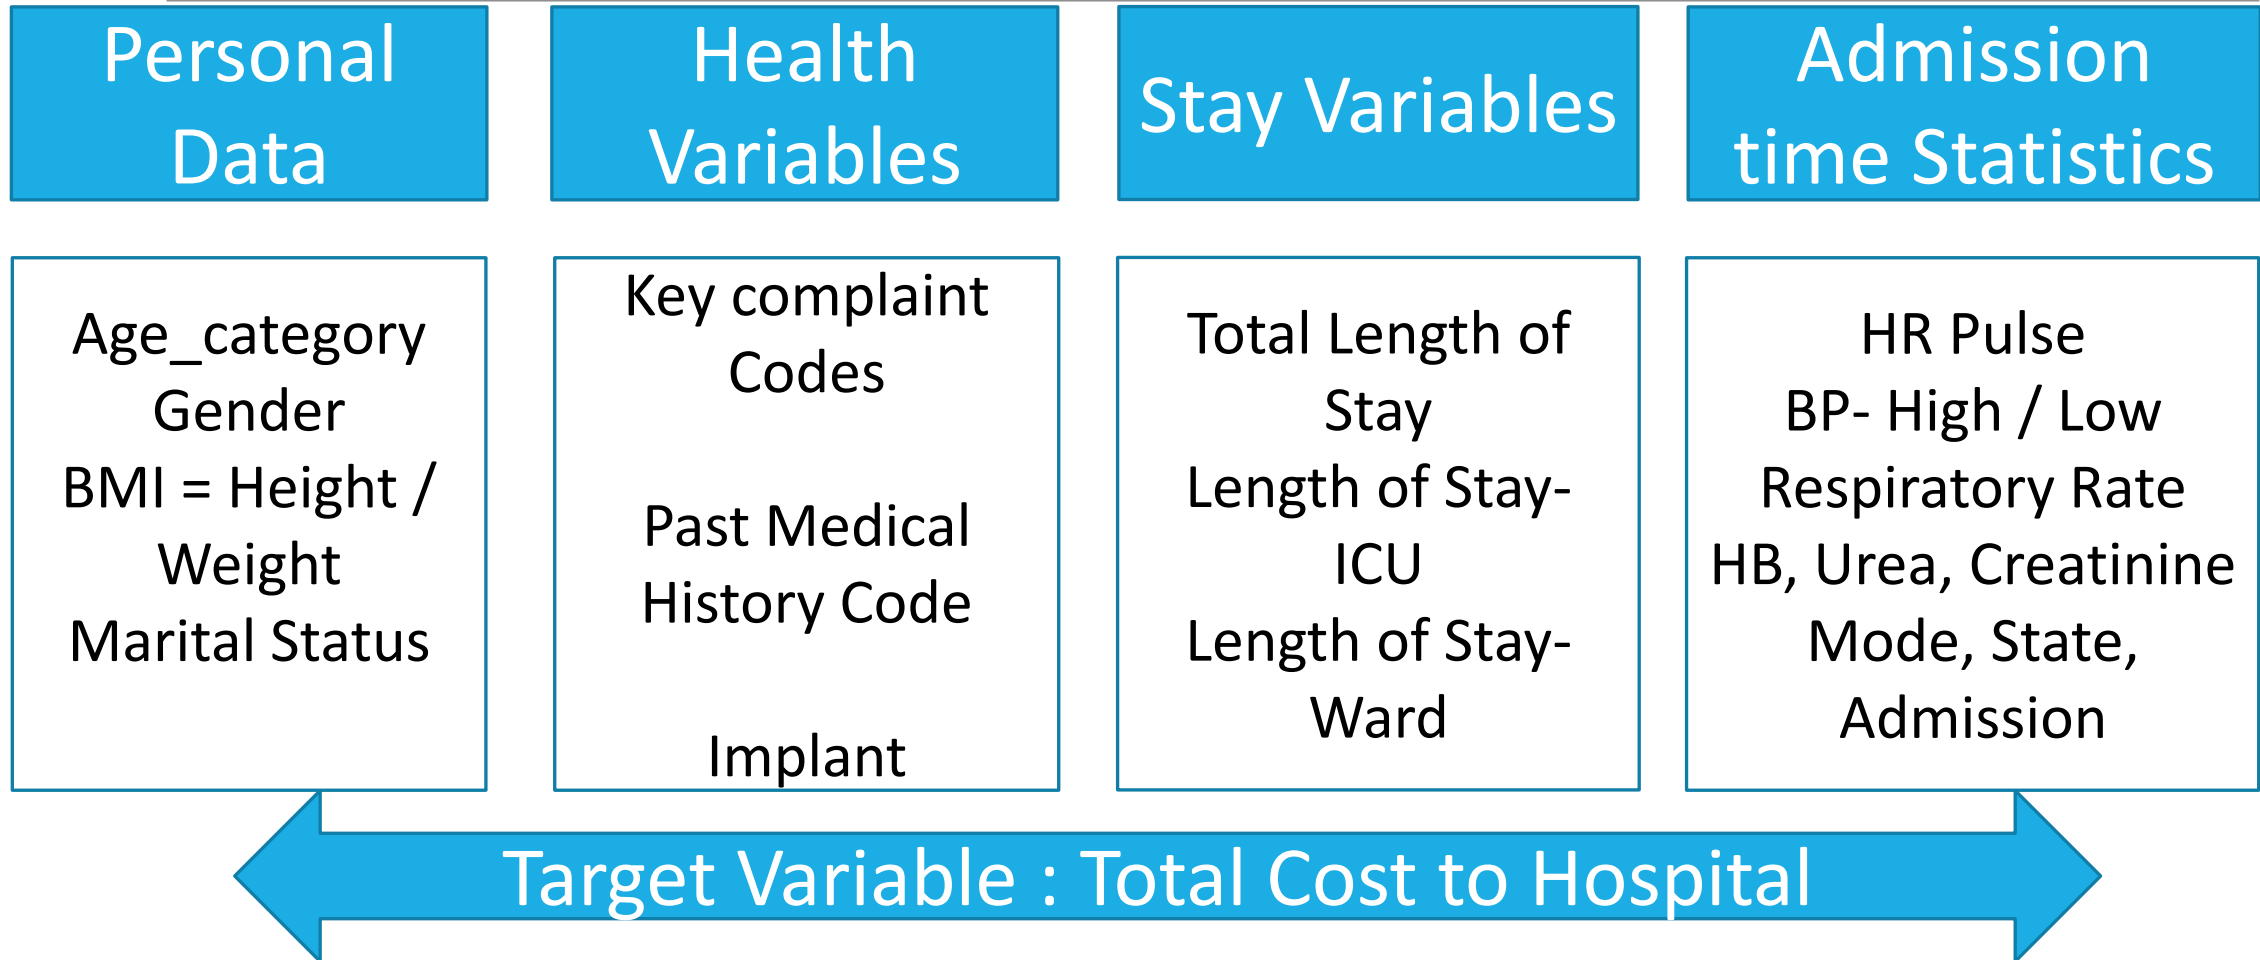 Personal
Data
Health
Variables
Stay Variables
Admission
time Statistics
Age_category
Gender
BMI = Height /
Weight
Marital Status
Key complaint
Codes
Past Medical
History Code
Implant
Total Length of
Stay
Length of Stay-
ICU
Length of Stay-
Ward
HR Pulse
BP- High / Low
Respiratory Rate
HB, Urea, Creatinine
Mode, State,
Admission
Target Variable : Total Cost to Hospital